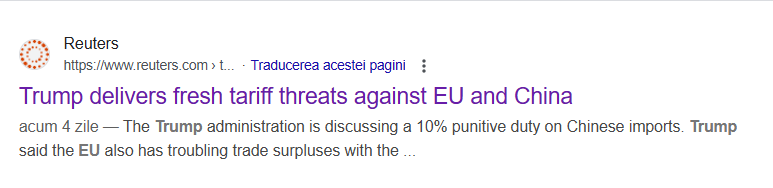 Reuters
https://www.reuters.com › t... · Traducerea acestei pagini
Trump delivers fresh tariff threats against EU and China
acum 4 zile — The Trump administration is discussing a 10% punitive duty on Chinese imports. Trump
said the EU also has troubling trade surpluses with the ...